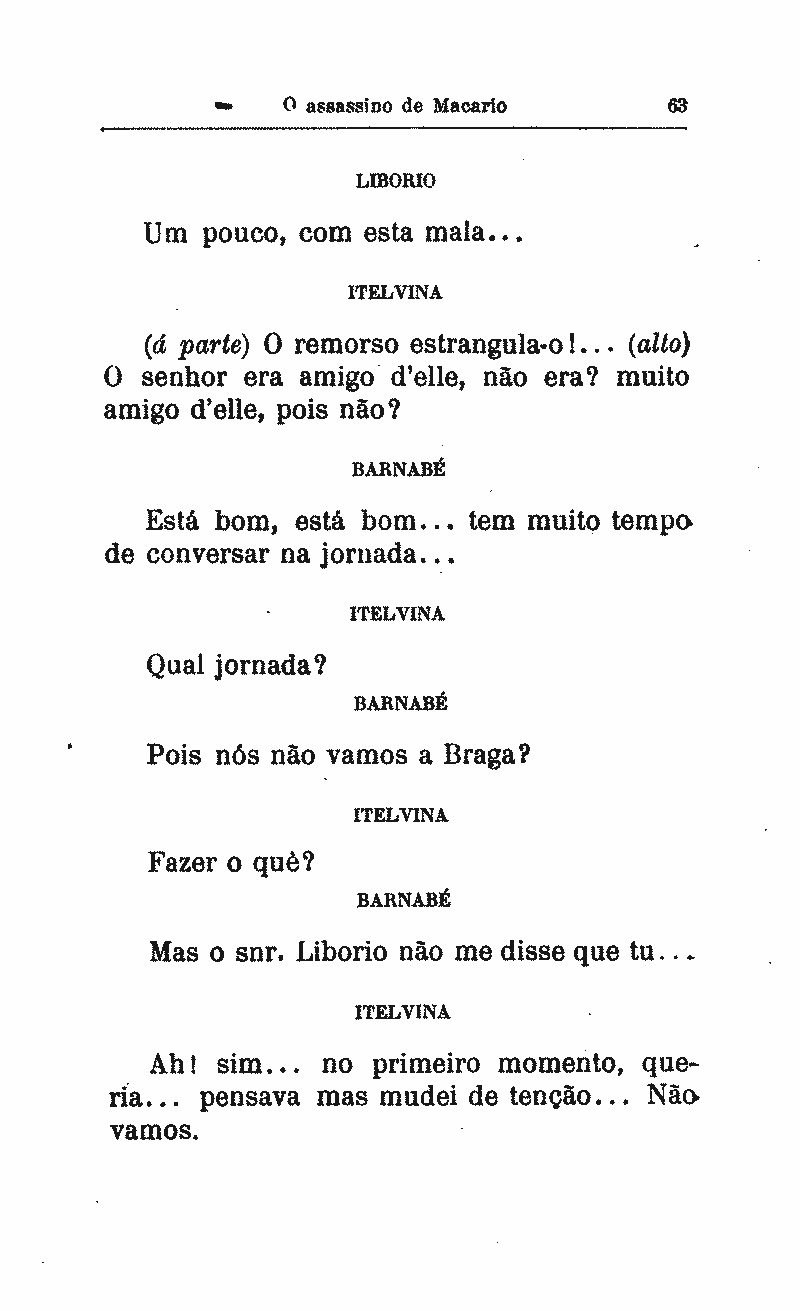 O assassino de Macario 63
LIBORIO
Um pouco, com esta mala...
ITELVINA
(á parte) O remorso estrangula-o!... (alto)
O senhor era amigo d'elle, não era? muito
amigo d'elle, pois não?
BARNABÉ
Está bom, está bom... tem muito tempo
de conversar na jornada...
ITELVINA
Qual jornada?
BARNABÉ
Pois nós não vamos a Braga?
ITELVINA
Fazer o quê?
BARNABÉ
Mas o snr. Liborio não me disse que tu...
ITELVINA
Ah! sim... no primeiro momento, que-
ria... pensava mas mudei de tenção... Não
vamos.